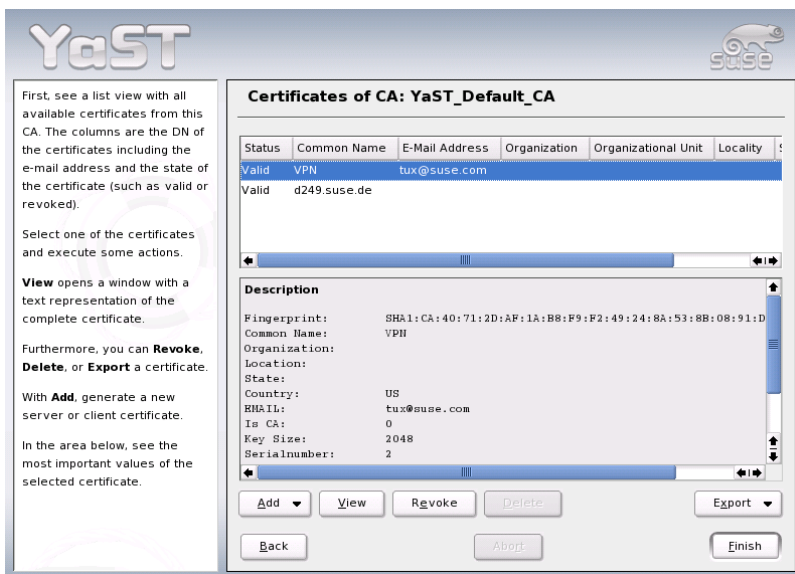 YaST
SUSE
First, see a list view with all
available certificates from this
CA. The columns are the DN of
the certificates including the
e-mail address and the state of
the certificate (such as valid or
revoked).
Select one of the certificates
and execute some actions.
View opens a window with a
text representation of the
complete certificate.
Furthermore, you can Revoke,
Delete, or Export a certificate.
With Add, generate a new
server or client certificate.
In the area below, see the
most important values of the
selected certificate.
Certificates of CA: YaST_Default_CA
Status Common Name E-Mail Address Organization Organizational Unit Locality
Valid VPN tux@suse.com
Valid d249.suse.de
Description
Fingerprint: SHA1:CA:40:71:2D:AF:1A:B8:F9:F2:49:24:8A:53:8B:08:91:D
Common Name: VPN
Organization:
Location:
State:
Country: US
EMAIL: tux@suse.com
Is CA: 0
Key Size: 2048
Serialnumber: 2
Add View Revoke Delete Export
Back Abort Finish